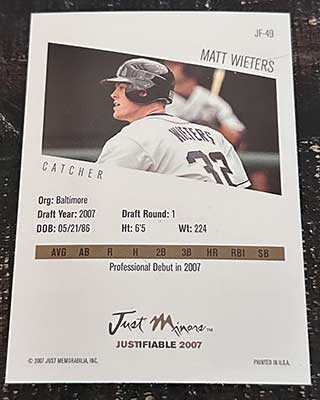 JF-49
MATT WIETERS
WIETERS
32
CATCHER
Org: Baltimore
Draft Year: 2007 Draft Round: 1
DOB: 05/21/86 Ht: 6'5 Wt: 224
AVG AB R H 2B 3B HR RBI SB
Professional Debut in 2007
Just Minors™
JUSTIFIABLE 2007
© 2007 JUST MEMORABILIA, INC. PRINTED IN U.S.A.